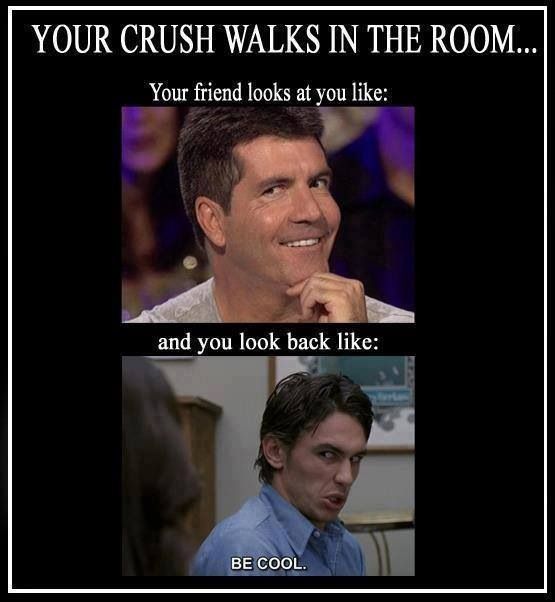 YOUR CRUSH WALKS IN THE ROOM...
Your friend looks at you like:
and you look back like:
BE COOL.